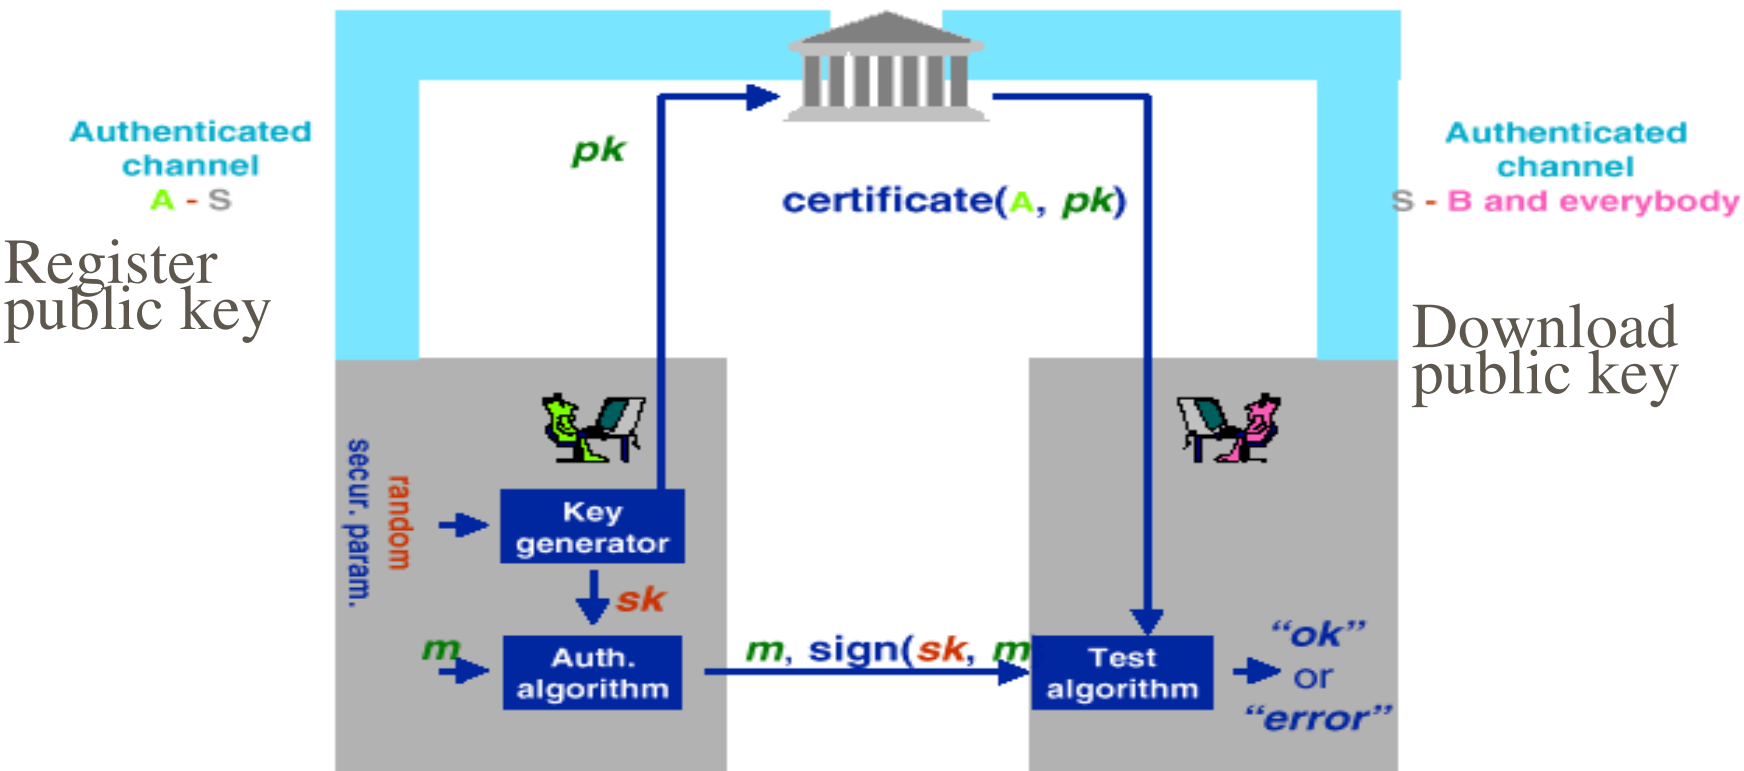 Authenticated
channel
A - S
Register
public key
pk
certificate(A, pk)
Authenticated
channel
S - B and everybody
Download
public key
secur. param.
random
Key
generator
sk
m
Auth.
algorithm
m, sign(sk, m
Test
algorithm
“ok”
or
“error”